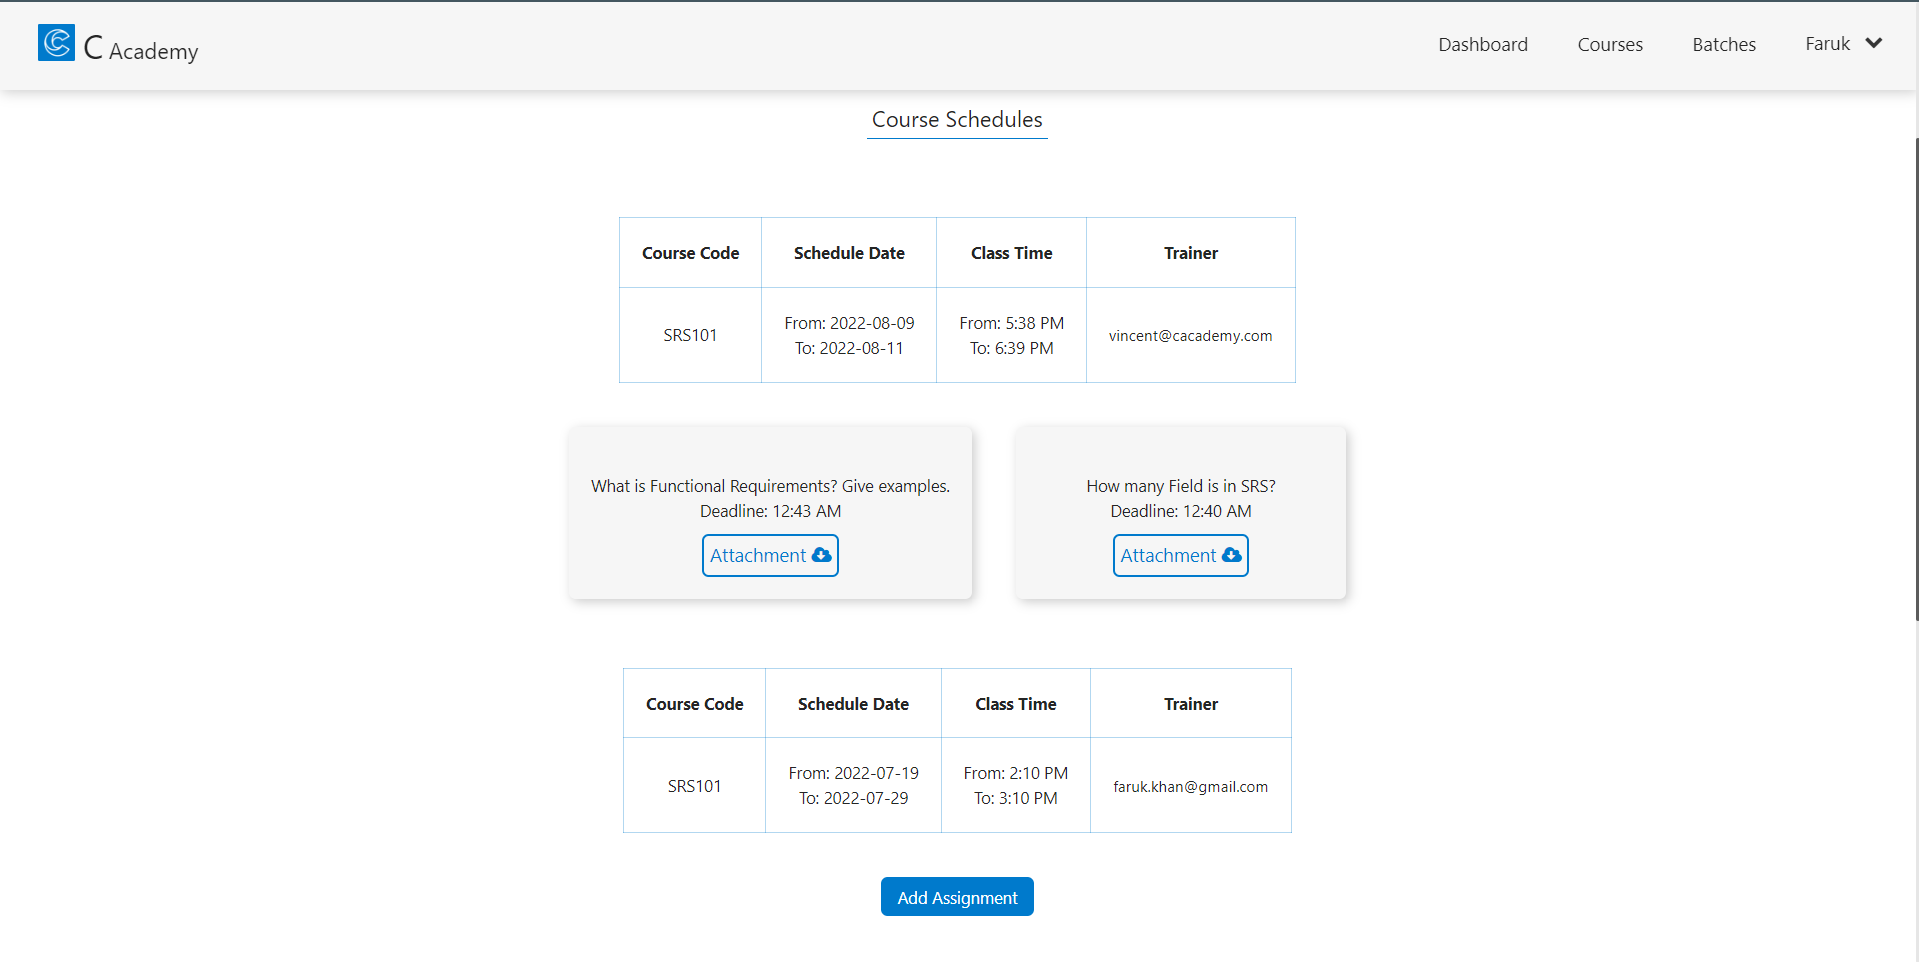 C Academy
Dashboard
Courses
Batches
Faruk
Course Schedules
Course Code
Schedule Date
Class Time
Trainer
SRS101
From: 2022-08-09
To: 2022-08-11
From: 5:38 PM
To: 6:39 PM
vincent@cacademy.com
What is Functional Requirements? Give examples.
Deadline: 12:43 AM
Attachment
How many Field is in SRS?
Deadline: 12:40 AM
Attachment
Course Code
Schedule Date
Class Time
Trainer
SRS101
From: 2022-07-19
To: 2022-07-29
From: 2:10 PM
To: 3:10 PM
faruk.khan@gmail.com
Add Assignment